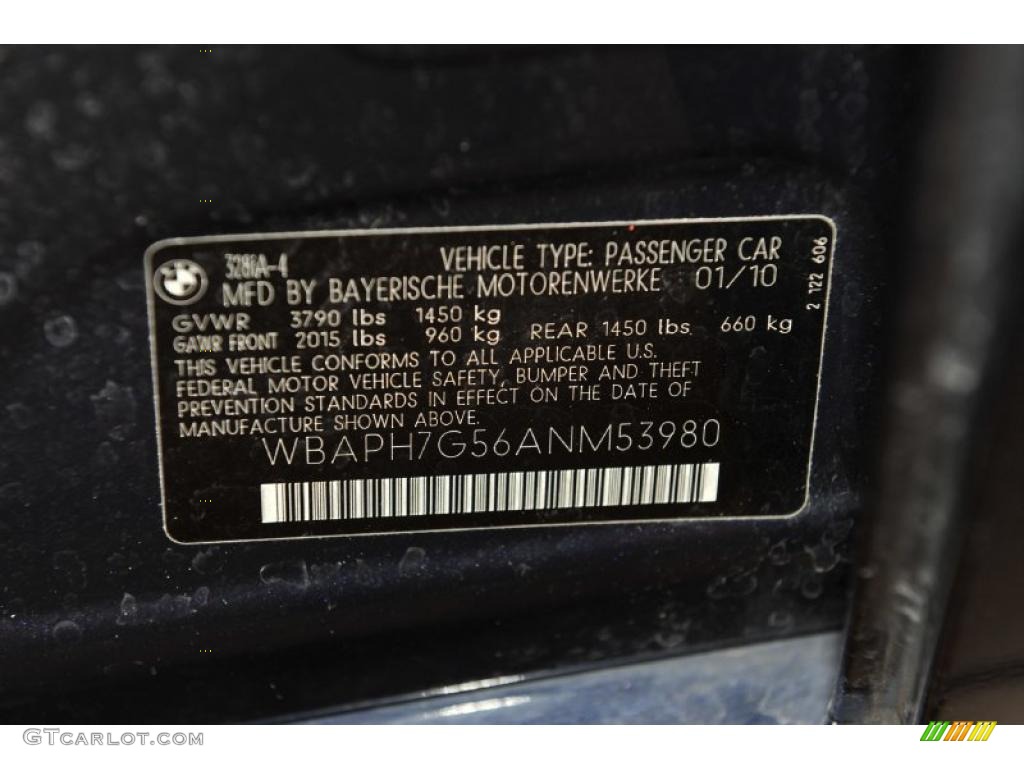 328iA-4 VEHICLE TYPE: PASSENGER CAR
MFD BY BAYERISCHE MOTORENWERKE 01/10
GVWR 3790 lbs 1450 kg
GAWR FRONT 2015 lbs 960 kg REAR 1450 lbs 660 kg
THIS VEHICLE CONFORMS TO ALL APPLICABLE U.S.
FEDERAL MOTOR VEHICLE SAFETY, BUMPER AND THEFT
PREVENTION STANDARDS IN EFFECT ON THE DATE OF
MANUFACTURE SHOWN ABOVE.
WBAPH7G56ANM53980
2 122 606
GTcarlot.com